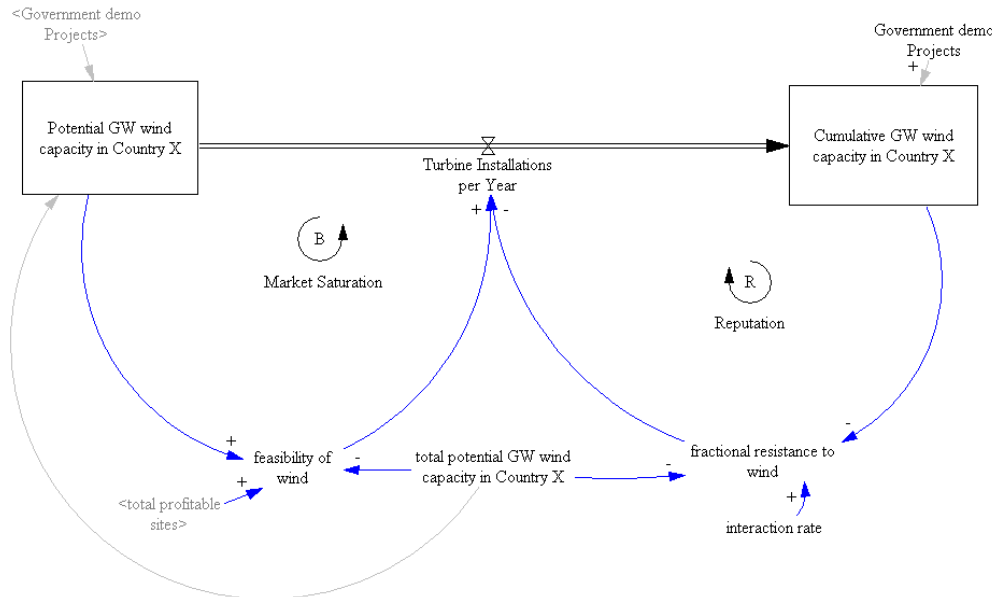 <Government demo
Projects>
Government demo
Projects
+
Potential GW wind
capacity in Country X
Cumulative GW wind
capacity in Country X
Turbine Installations
per Year
+ -
B
Market Saturation
R
Reputation
+
-
feasibility of
wind
-
total potential GW wind
capacity in Country X
-
fractional resistance to
wind
+
<total profitable
sites>
+
interaction rate